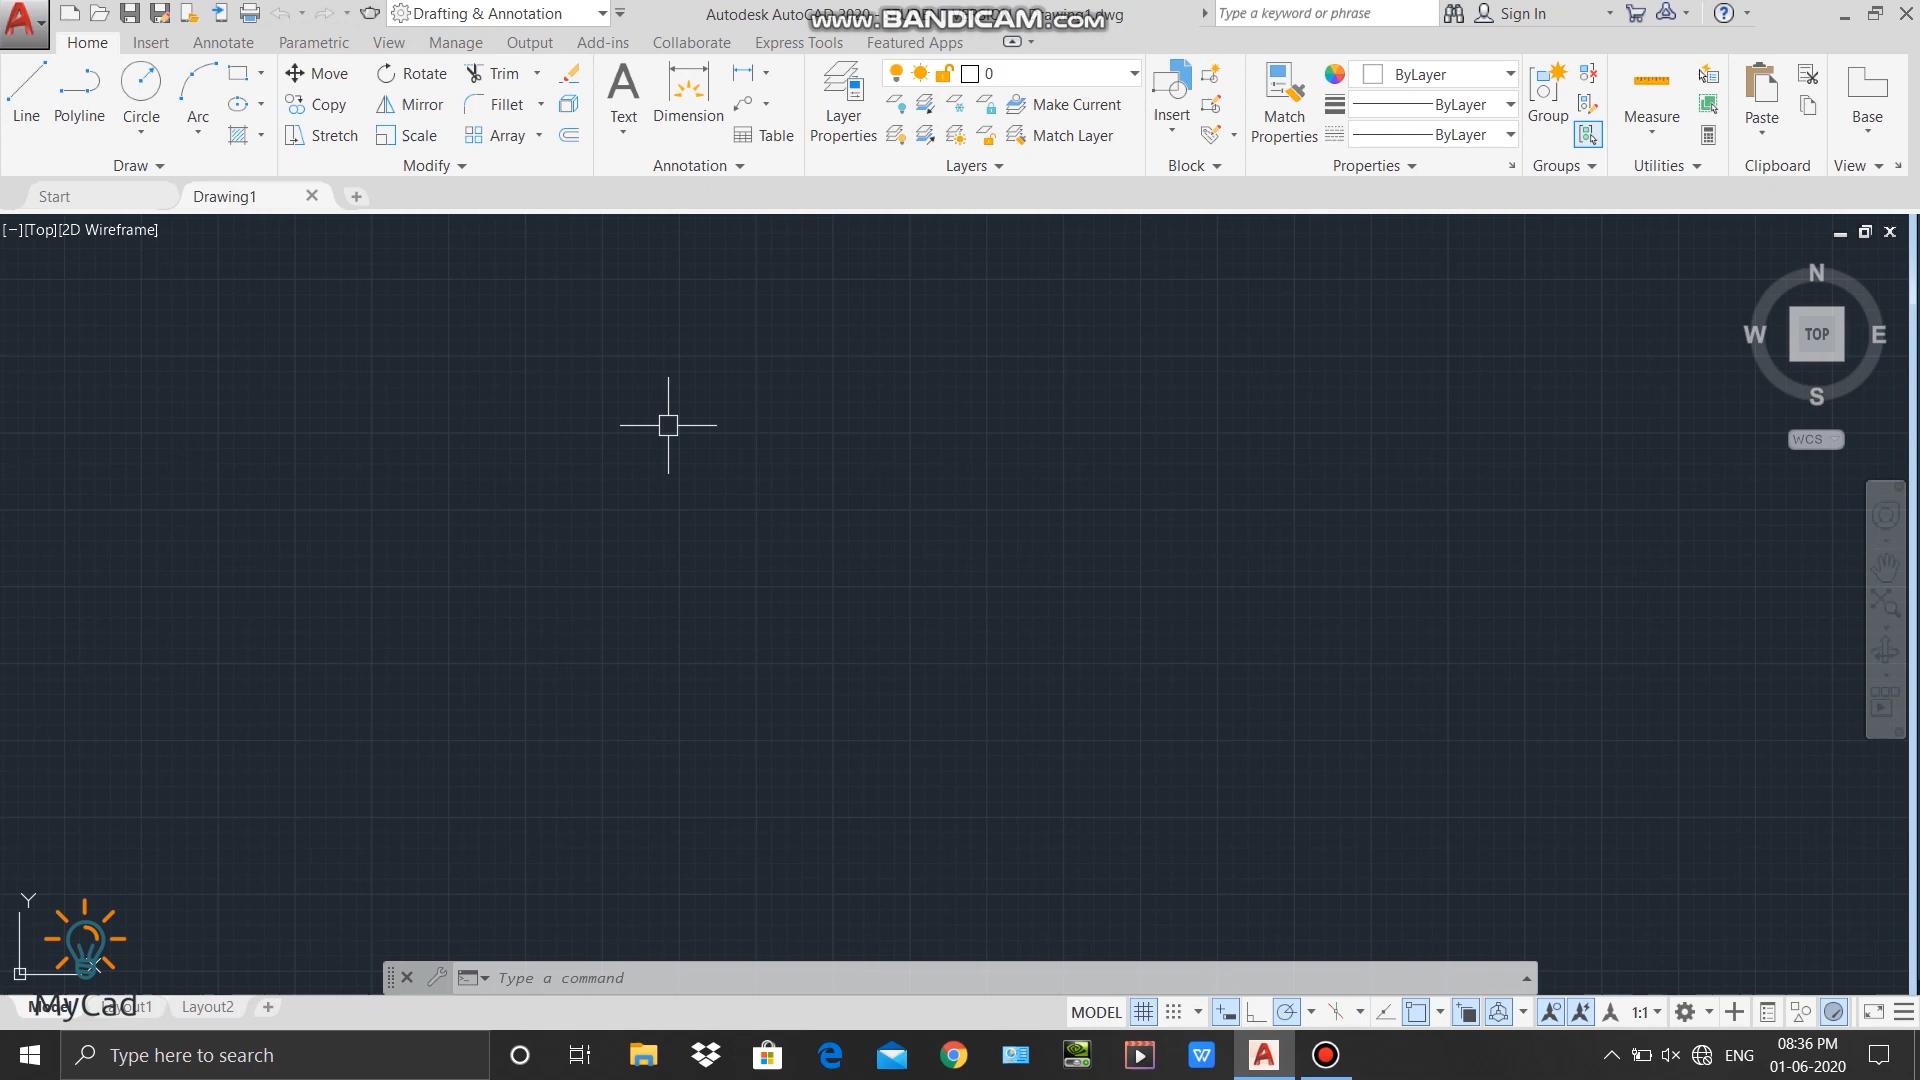 Drafting & Annotation
Autodesk AutoCAD 2020
Drawing1.dwg
www.BANDICAM.com
Type a keyword or phrase
Sign In
Home Insert Annotate Parametric View Manage Output Add-ins Collaborate Express Tools Featured Apps
Line Polyline Circle Arc
Draw
Move Rotate Trim
Copy Mirror Fillet
Stretch Scale Array
Modify
Text Dimension Table
Annotation
Layer Properties
0
Make Current
Match Layer
Layers
Insert
Block
Match Properties
ByLayer
ByLayer
ByLayer
Properties
Group
Groups
Measure
Utilities
Paste
Clipboard
Base
View
Start Drawing1
[−][Top][2D Wireframe]
N
W TOP E
S
WCS
Y
Type a command
MyCad
Model Layout1 Layout2
MODEL 1:1
Type here to search
ENG
08:36 PM
01-06-2020